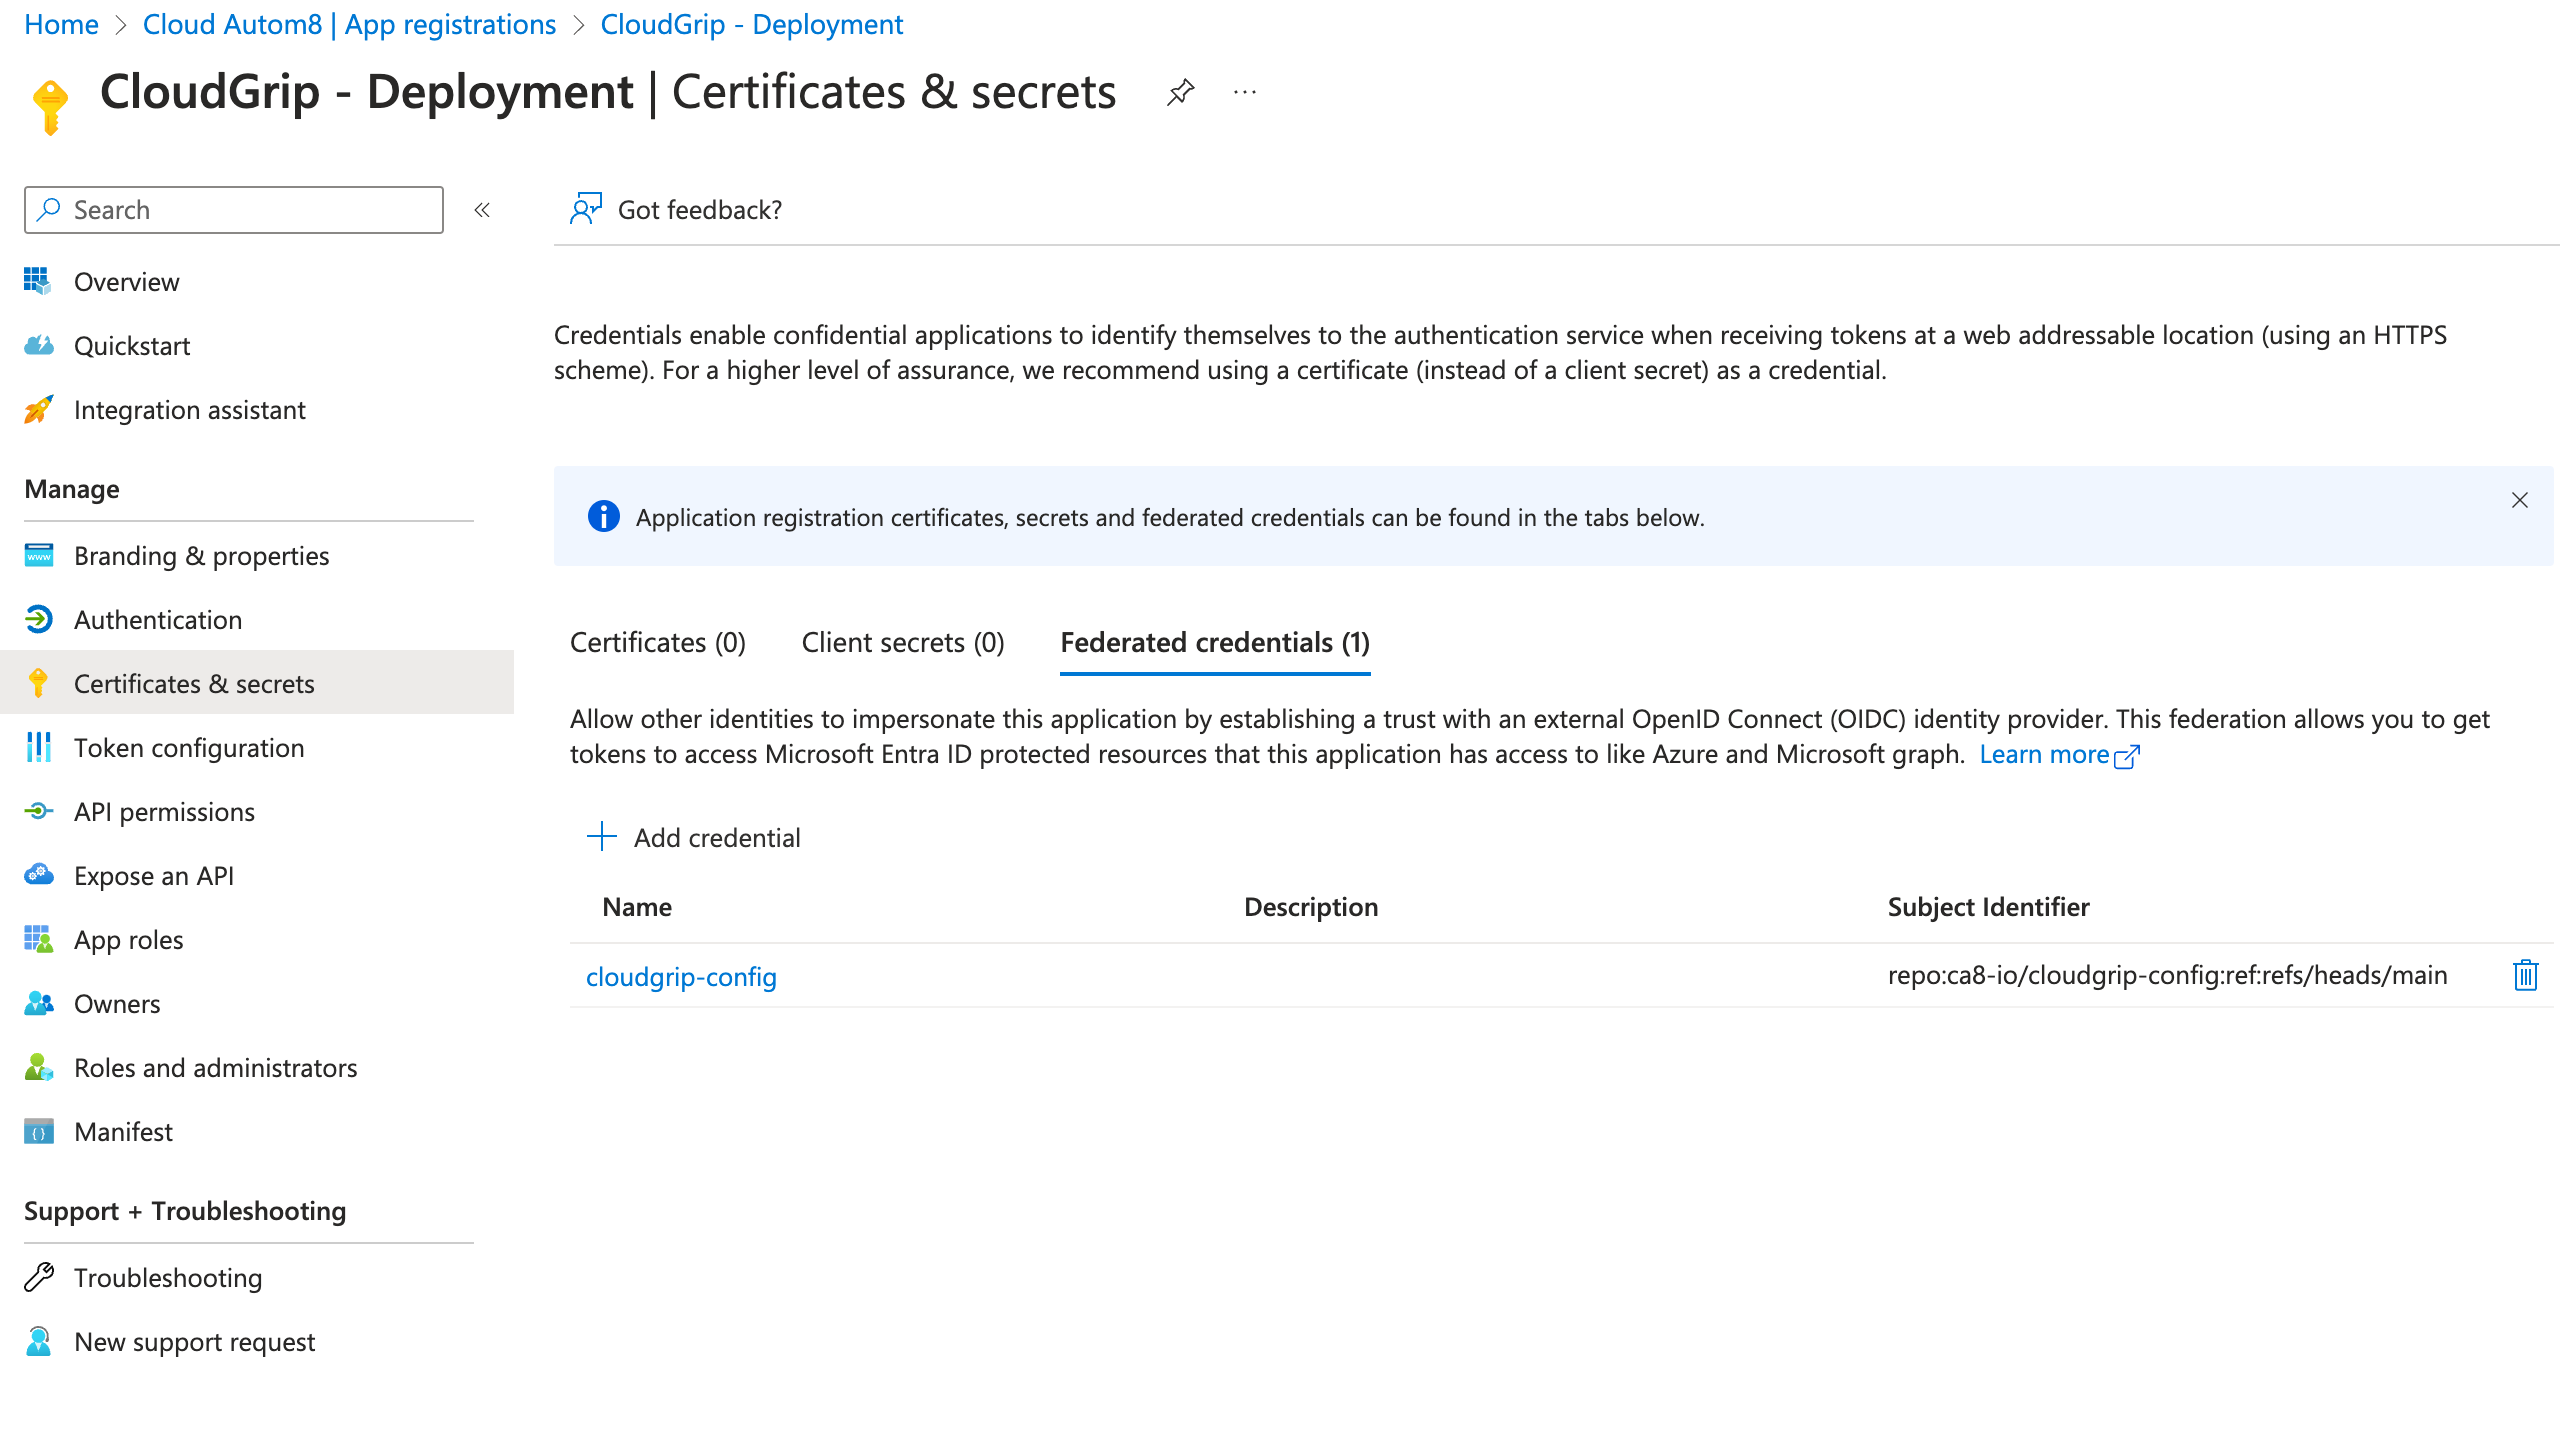 Home > Cloud Autom8 | App registrations > CloudGrip - Deployment
CloudGrip - Deployment | Certificates & secrets ...
Search «
Overview
Quickstart
Integration assistant
Manage
Branding & properties
Authentication
Certificates & secrets
Token configuration
API permissions
Expose an API
App roles
Owners
Roles and administrators
Manifest
Support + Troubleshooting
Troubleshooting
New support request
Got feedback?
Credentials enable confidential applications to identify themselves to the authentication service when receiving tokens at a web addressable location (using an HTTPS
scheme). For a higher level of assurance, we recommend using a certificate (instead of a client secret) as a credential.
Application registration certificates, secrets and federated credentials can be found in the tabs below.
Certificates (0) Client secrets (0) Federated credentials (1)
Allow other identities to impersonate this application by establishing a trust with an external OpenID Connect (OIDC) identity provider. This federation allows you to get
tokens to access Microsoft Entra ID protected resources that this application has access to like Azure and Microsoft graph. Learn more
Add credential
Name Description Subject Identifier
cloudgrip-config repo:ca8-io/cloudgrip-config:ref:refs/heads/main